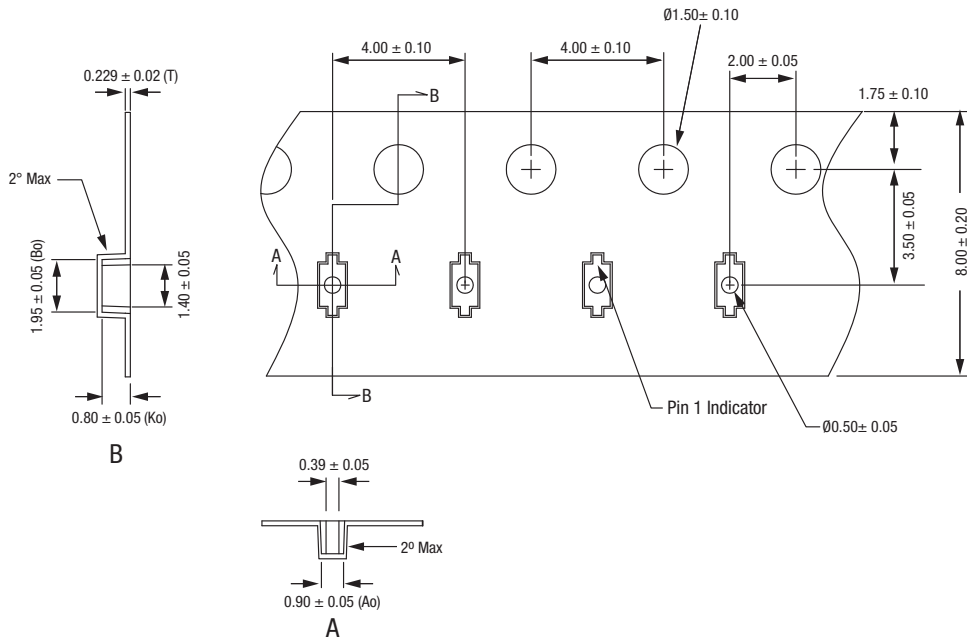 Ø1.50± 0.10
4.00 ± 0.10
4.00 ± 0.10
2.00 ± 0.05
0.229 ± 0.02 (T)
1.75 ± 0.10
B
2° Max
3.50 ± 0.05
8.00 ± 0.20
1.95 ± 0.05 (Bo)
1.40 ± 0.05
A
A
B
Pin 1 Indicator
Ø0.50± 0.05
0.80 ± 0.05 (Ko)
B
0.39 ± 0.05
2º Max
0.90 ± 0.05 (Ao)
A